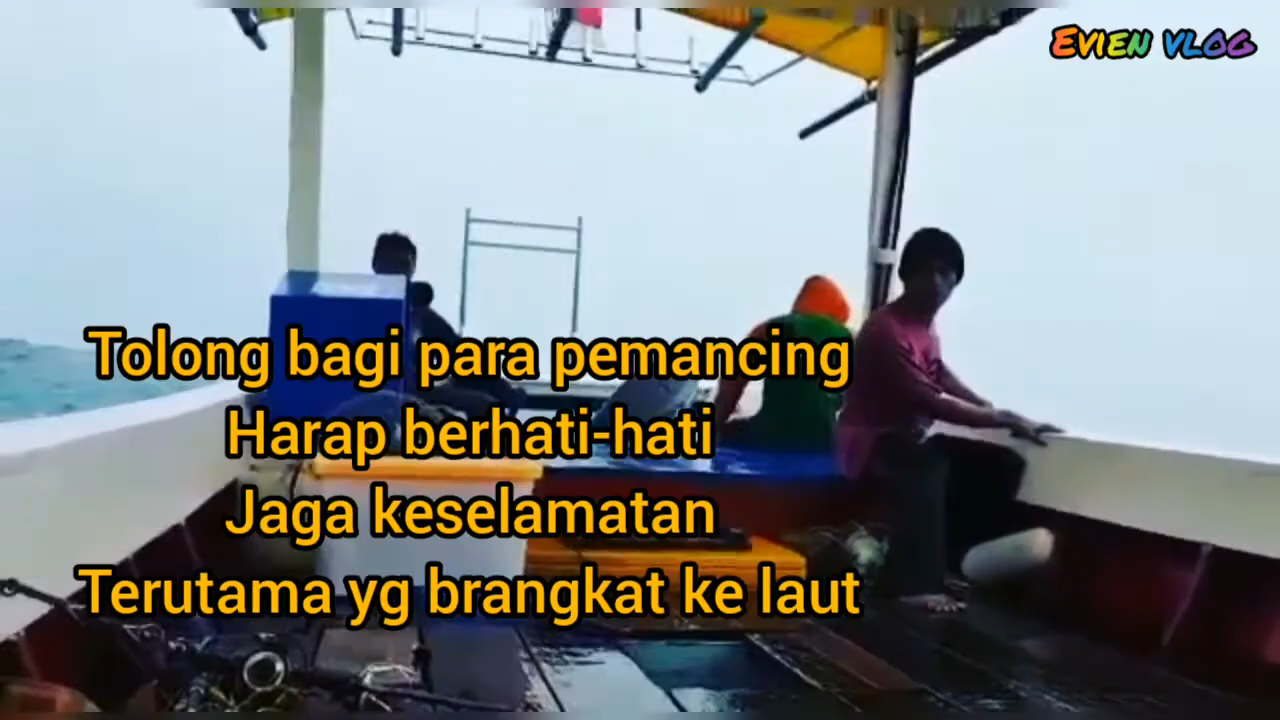 Evien vlog
Tolong bagi para pemancing
Harap berhati-hati
Jaga keselamatan
Terutama yg brangkat ke laut